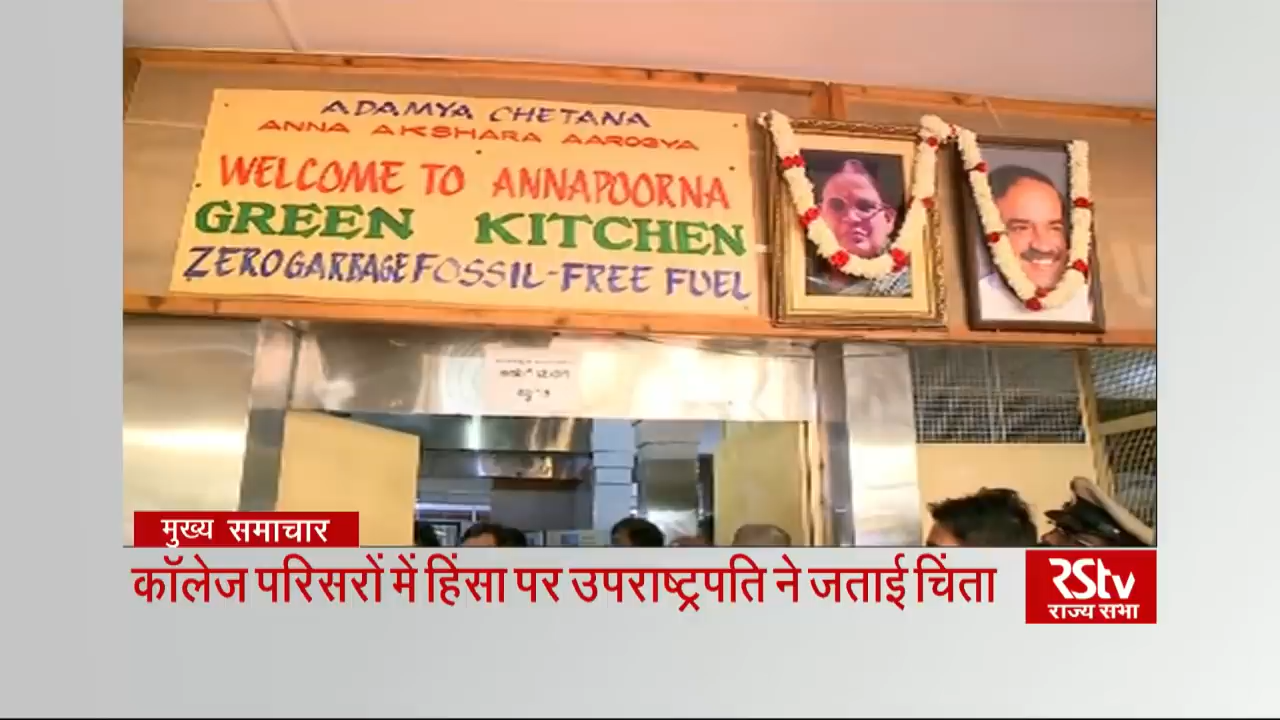 ADAMYA CHETANA
ANNA AKSHARA AAROGYA
WELCOME TO ANNAPOORNA
GREEN KITCHEN
ZERO GARBAGE FOSSIL-FREE FUEL
मुख्य समाचार
कॉलेज परिसरों में हिंसा पर उपराष्ट्रपति ने जताई चिंता
RStv
राज्य सभा